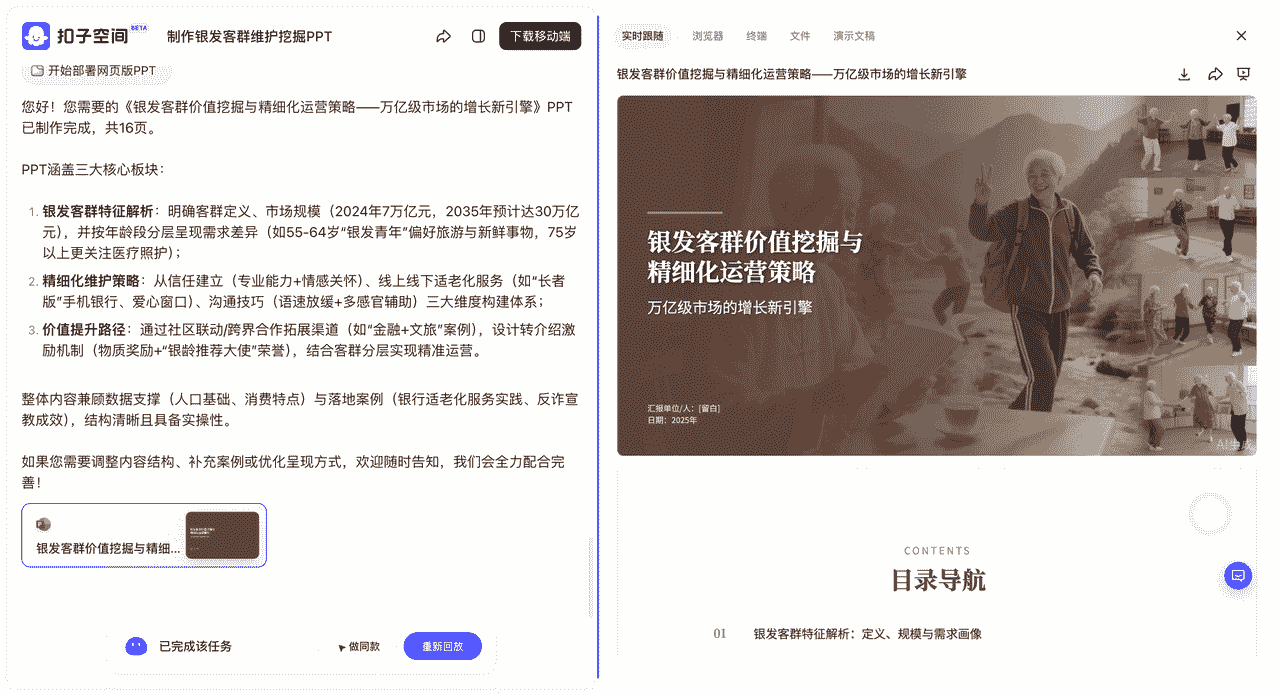 扣子空间 BETA
制作银发客群维护挖掘PPT
下载移动端
开始部署网页版PPT
您好！您需要的《银发客群价值挖掘与精细化运营策略——万亿级市场的增长新引擎》PPT
已制作完成，共16页。
PPT涵盖三大核心板块：
1. 银发客群特征解析：明确客群定义、市场规模（2024年7万亿元，2035年预计达30万亿
元），并按年龄段分层呈现需求差异（如55-64岁“银发青年”偏好旅游与新鲜事物，75岁
以上更关注医疗照护）；
2. 精细化维护策略：从信任建立（专业能力+情感关怀）、线上线下适老化服务（如“长者
版”手机银行、爱心窗口）、沟通技巧（语速放缓+多感官辅助）三大维度构建体系；
3. 价值提升路径：通过社区联动/跨界合作拓展渠道（如“金融+文旅”案例），设计转介绍激
励机制（物质奖励+“银龄推荐大使”荣誉），结合客群分层实现精准运营。
整体内容兼顾数据支撑（人口基础、消费特点）与落地案例（银行适老化服务实践、反诈宣
教成效），结构清晰且具备实操性。
如果您需要调整内容结构、补充案例或优化呈现方式，欢迎随时告知，我们会全力配合完
善！
银发客群价值挖掘与精细...
已完成该任务
做同款
重新回放
实时跟随
浏览器
终端
文件
演示文稿
银发客群价值挖掘与精细化运营策略——万亿级市场的增长新引擎
银发客群价值挖掘与
精细化运营策略
万亿级市场的增长新引擎
汇报单位/人：[留白]
日期：2025年
AI生成
CONTENTS
目录导航
01 银发客群特征解析：定义、规模与需求画像